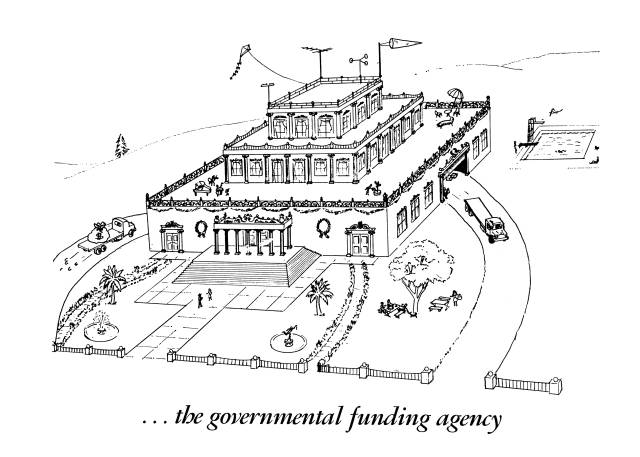 . . . the governmental funding agency